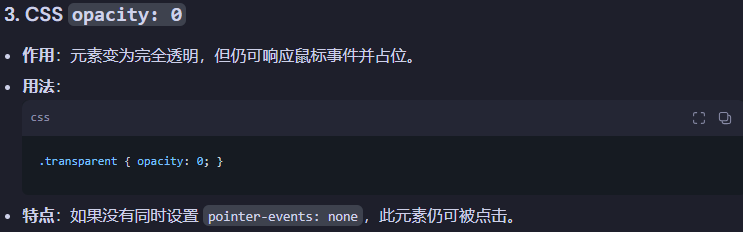 3. CSS opacity: 0
• 作用：元素变为完全透明，但仍可响应鼠标事件并占位。
• 用法：
css
.transparent { opacity: 0; }
• 特点：如果没有同时设置 pointer-events: none，此元素仍可被点击。